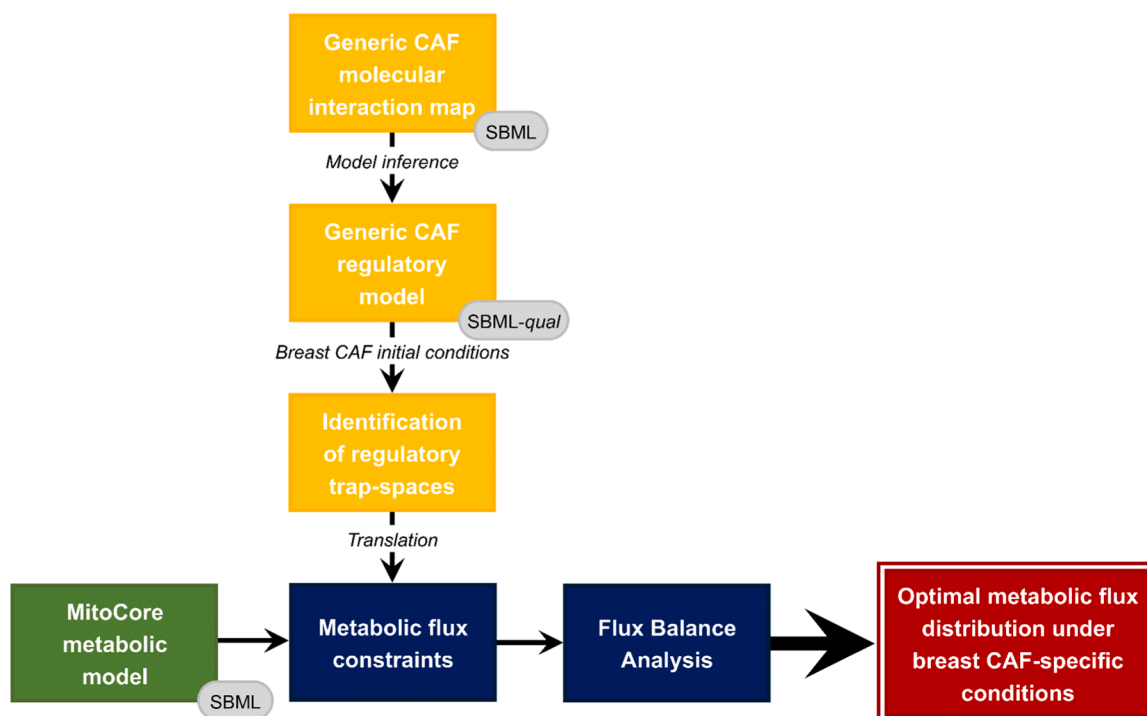 Generic CAF
molecular
interaction map
SBML
Model inference
Generic CAF
regulatory
model
SBML-qual
Breast CAF initial conditions
Identification
of regulatory
trap-spaces
Translation
MitoCore
metabolic
model
SBML
Metabolic flux
constraints
Flux Balance
Analysis
Optimal metabolic flux
distribution under
breast CAF-specific
conditions